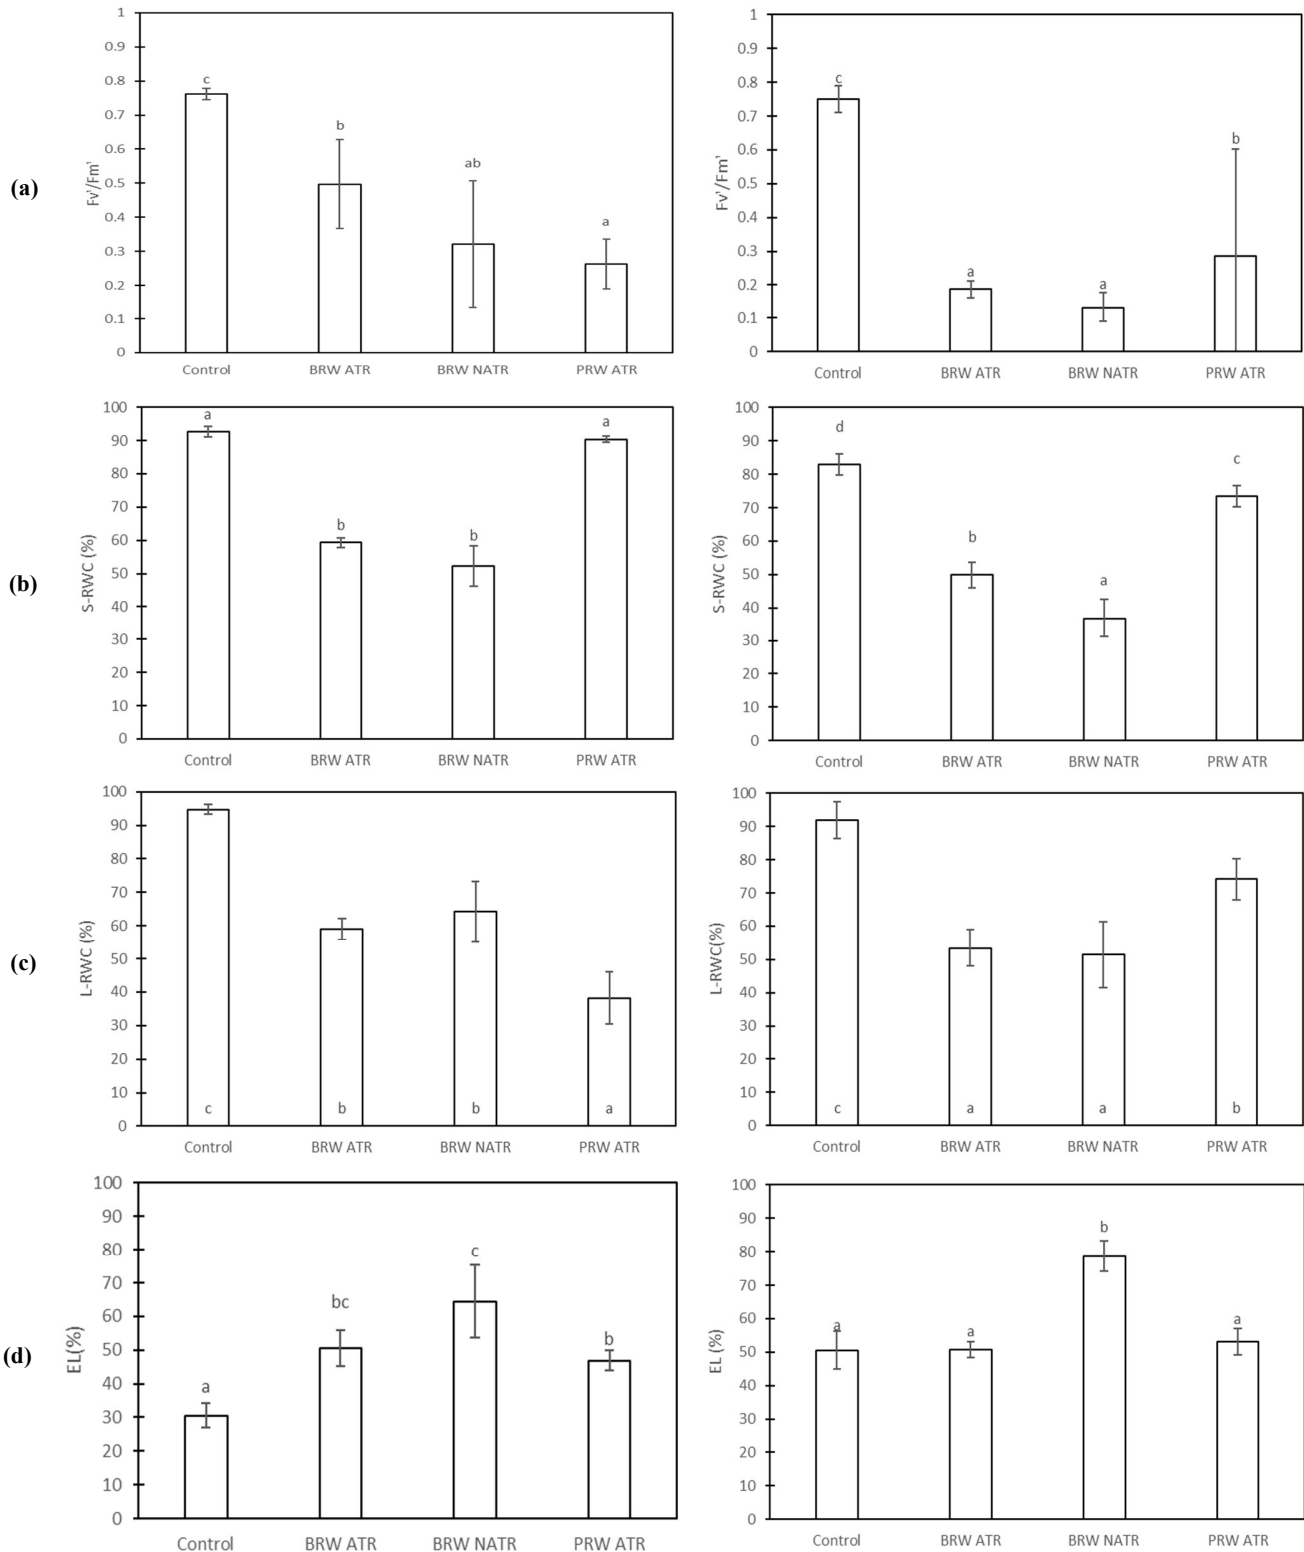 (a)
Fv'/Fm'
1
0.9
0.8
0.7
0.6
0.5
0.4
0.3
0.2
0.1
0
c
b
ab
a
Control
BRW ATR
BRW NATR
PRW ATR
Fv'/Fm'
1
0.9
0.8
0.7
0.6
0.5
0.4
0.3
0.2
0.1
0
c
a
a
b
Control
BRW ATR
BRW NATR
PRW ATR
(b)
S-RWC (%)
100
90
80
70
60
50
40
30
20
10
0
a
b
b
a
Control
BRW ATR
BRW NATR
PRW ATR
S-RWC (%)
100
90
80
70
60
50
40
30
20
10
0
d
b
a
c
Control
BRW ATR
BRW NATR
PRW ATR
(c)
L-RWC (%)
100
90
80
70
60
50
40
30
20
10
0
c
b
b
a
Control
BRW ATR
BRW NATR
PRW ATR
L-RWC(%)
100
90
80
70
60
50
40
30
20
10
0
c
a
a
b
Control
BRW ATR
BRW NATR
PRW ATR
(d)
EL(%)
100
90
80
70
60
50
40
30
20
10
0
a
bc
c
b
Control
BRW ATR
BRW NATR
PRW ATR
EL (%)
100
90
80
70
60
50
40
30
20
10
0
a
a
b
a
Control
BRW ATR
BRW NATR
PRW ATR